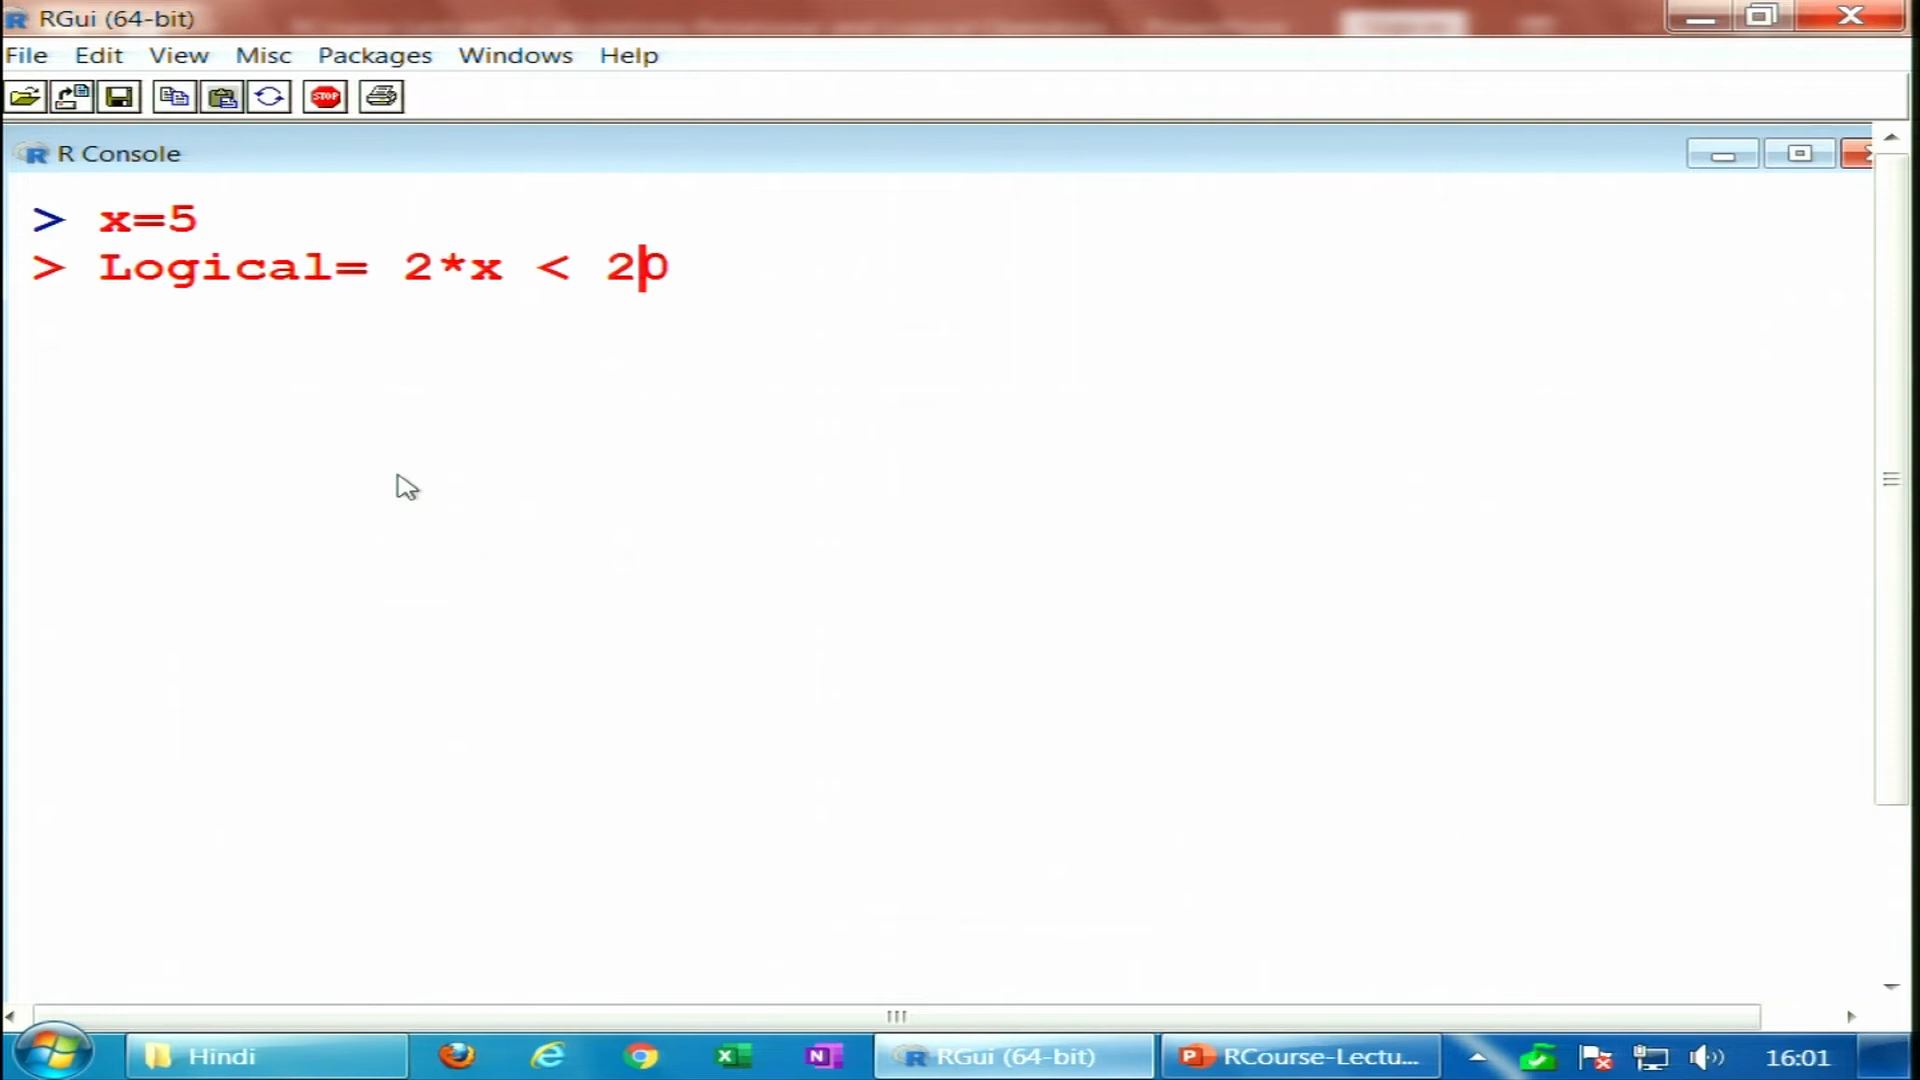 RGui (64-bit)
File Edit View Misc Packages Windows Help
STOP
R Console
> x=5
> Logical= 2*x < 20
Hindi
RGui (64-bit)
RCourse-Lectu...
16:01